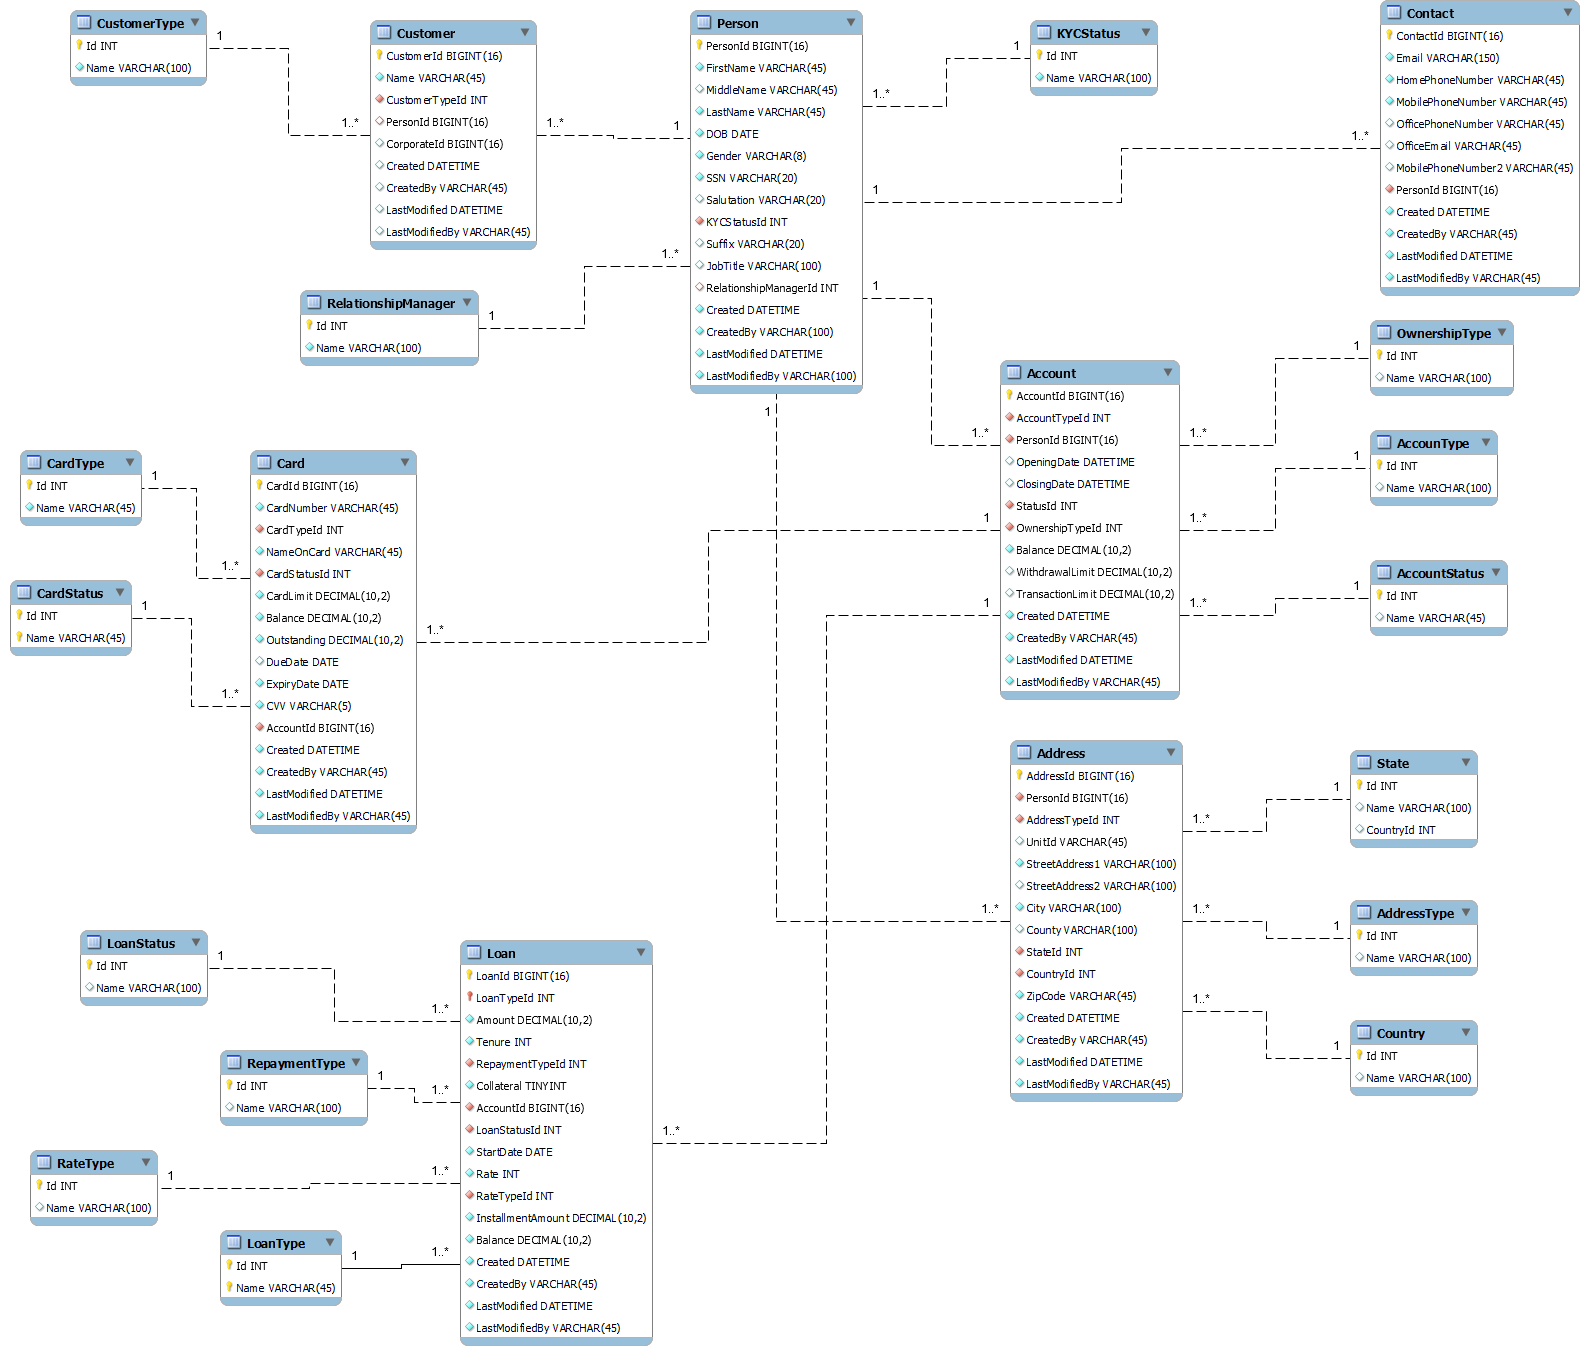 CustomerType
Id INT
Name VARCHAR(100)
1
1..*
Customer
CustomerId BIGINT(16)
Name VARCHAR(45)
CustomerTypeId INT
PersonId BIGINT(16)
CorporateId BIGINT(16)
Created DATETIME
CreatedBy VARCHAR(45)
LastModified DATETIME
LastModifiedBy VARCHAR(45)
1..*
1
Person
PersonId BIGINT(16)
FirstName VARCHAR(45)
MiddleName VARCHAR(45)
LastName VARCHAR(45)
DOB DATE
Gender VARCHAR(8)
SSN VARCHAR(20)
Salutation VARCHAR(20)
KYCStatusId INT
Suffix VARCHAR(20)
JobTitle VARCHAR(100)
RelationshipManagerId INT
Created DATETIME
CreatedBy VARCHAR(100)
LastModified DATETIME
LastModifiedBy VARCHAR(100)
1..*
1
KYCStatus
Id INT
Name VARCHAR(100)
1
1..*
Contact
ContactId BIGINT(16)
Email VARCHAR(150)
HomePhoneNumber VARCHAR(45)
MobilePhoneNumber VARCHAR(45)
OfficePhoneNumber VARCHAR(45)
OfficeEmail VARCHAR(45)
MobilePhoneNumber2 VARCHAR(45)
PersonId BIGINT(16)
Created DATETIME
CreatedBy VARCHAR(45)
LastModified DATETIME
LastModifiedBy VARCHAR(45)
RelationshipManager
Id INT
Name VARCHAR(100)
1
1..*
1
1..*
1
1..*
Account
AccountId BIGINT(16)
AccountTypeId INT
PersonId BIGINT(16)
OpeningDate DATETIME
ClosingDate DATETIME
StatusId INT
OwnershipTypeId INT
Balance DECIMAL(10,2)
WithdrawalLimit DECIMAL(10,2)
TransactionLimit DECIMAL(10,2)
Created DATETIME
CreatedBy VARCHAR(45)
LastModified DATETIME
LastModifiedBy VARCHAR(45)
1..*
1
OwnershipType
Id INT
Name VARCHAR(100)
1..*
1
AccounType
Id INT
Name VARCHAR(100)
1..*
1
AccountStatus
Id INT
Name VARCHAR(45)
CardType
Id INT
Name VARCHAR(45)
1
1..*
CardStatus
Id INT
Name VARCHAR(45)
1
1..*
Card
CardId BIGINT(16)
CardNumber VARCHAR(45)
CardTypeId INT
NameOnCard VARCHAR(45)
CardStatusId INT
CardLimit DECIMAL(10,2)
Balance DECIMAL(10,2)
Outstanding DECIMAL(10,2)
DueDate DATE
ExpiryDate DATE
CVV VARCHAR(5)
AccountId BIGINT(16)
Created DATETIME
CreatedBy VARCHAR(45)
LastModified DATETIME
LastModifiedBy VARCHAR(45)
1..*
1
1
Address
AddressId BIGINT(16)
PersonId BIGINT(16)
AddressTypeId INT
UnitId VARCHAR(45)
StreetAddress1 VARCHAR(100)
StreetAddress2 VARCHAR(100)
City VARCHAR(100)
County VARCHAR(100)
StateId INT
CountryId INT
ZipCode VARCHAR(45)
Created DATETIME
CreatedBy VARCHAR(45)
LastModified DATETIME
LastModifiedBy VARCHAR(45)
1..*
1
State
Id INT
Name VARCHAR(100)
CountryId INT
1..*
1
AddressType
Id INT
Name VARCHAR(100)
1..*
1
Country
Id INT
Name VARCHAR(100)
LoanStatus
Id INT
Name VARCHAR(100)
1
1..*
RepaymentType
Id INT
Name VARCHAR(100)
1
1..*
RateType
Id INT
Name VARCHAR(100)
1
1..*
LoanType
Id INT
Name VARCHAR(45)
1
1..*
Loan
LoanId BIGINT(16)
LoanTypeId INT
Amount DECIMAL(10,2)
Tenure INT
RepaymentTypeId INT
Collateral TINYINT
AccountId BIGINT(16)
LoanStatusId INT
StartDate DATE
Rate INT
RateTypeId INT
InstallmentAmount DECIMAL(10,2)
Balance DECIMAL(10,2)
Created DATETIME
CreatedBy VARCHAR(45)
LastModified DATETIME
LastModifiedBy VARCHAR(45)
1..*